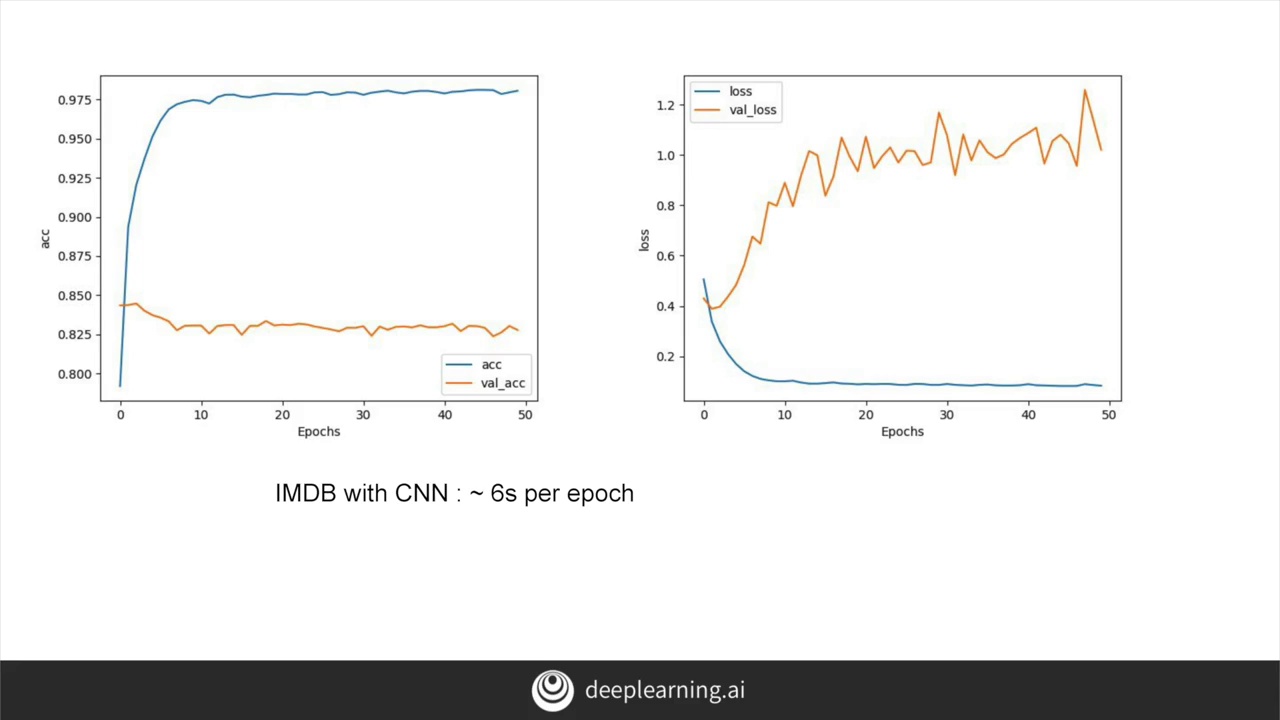 0.975
0.950
0.925
0.900
0.875
0.850
0.825
0.800
acc
acc
val_acc
0 10 20 30 40 50
Epochs
loss
val_loss
1.2
1.0
0.8
0.6
0.4
0.2
loss
0 10 20 30 40 50
Epochs
IMDB with CNN : ~ 6s per epoch
deeplearning.ai